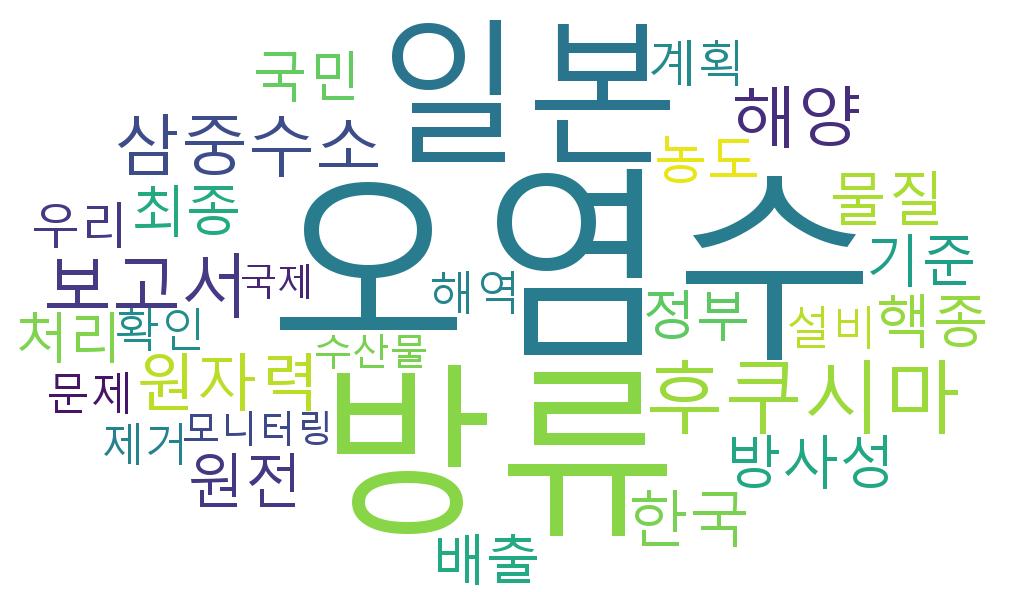 일본
계획
국민
해양
삼중수소
농도
물질
최종
우리
오염수
기준
보고서
국제
해역
정부
설비
핵종
처리
확인
수산물
원자력
문제
방류
후쿠시마
모니터링
제거
방사성
원전
한국
배출